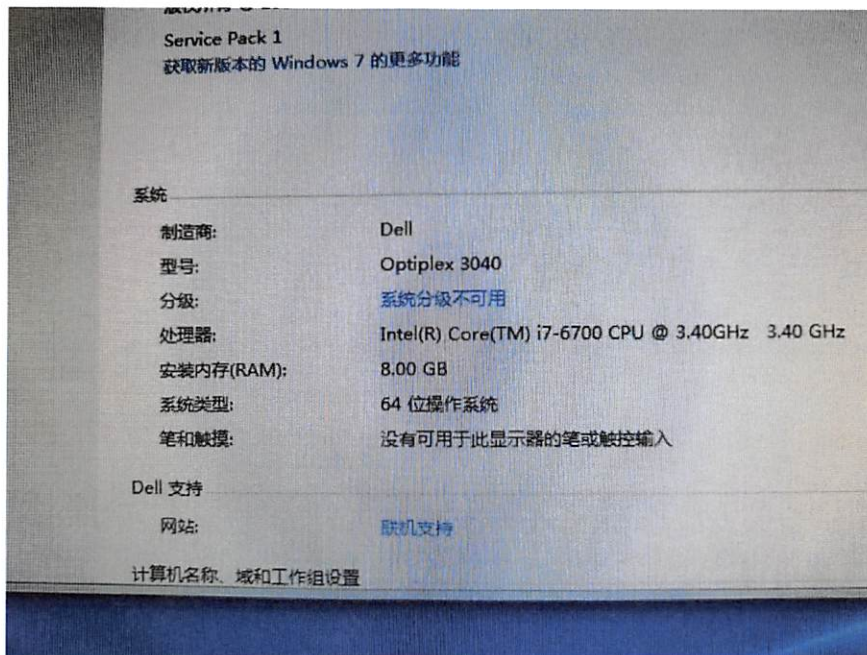 Service Pack 1
获取新版本的 Windows 7 的更多功能
系统
制造商: Dell
型号: Optiplex 3040
分级: 系统分级不可用
处理器: Intel(R) Core(TM) i7-6700 CPU @ 3.40GHz 3.40 GHz
安装内存(RAM): 8.00 GB
系统类型: 64 位操作系统
笔和触摸: 没有可用于此显示器的笔或触控输入
Dell 支持
网站: 联机支持
计算机名称、域和工作组设置